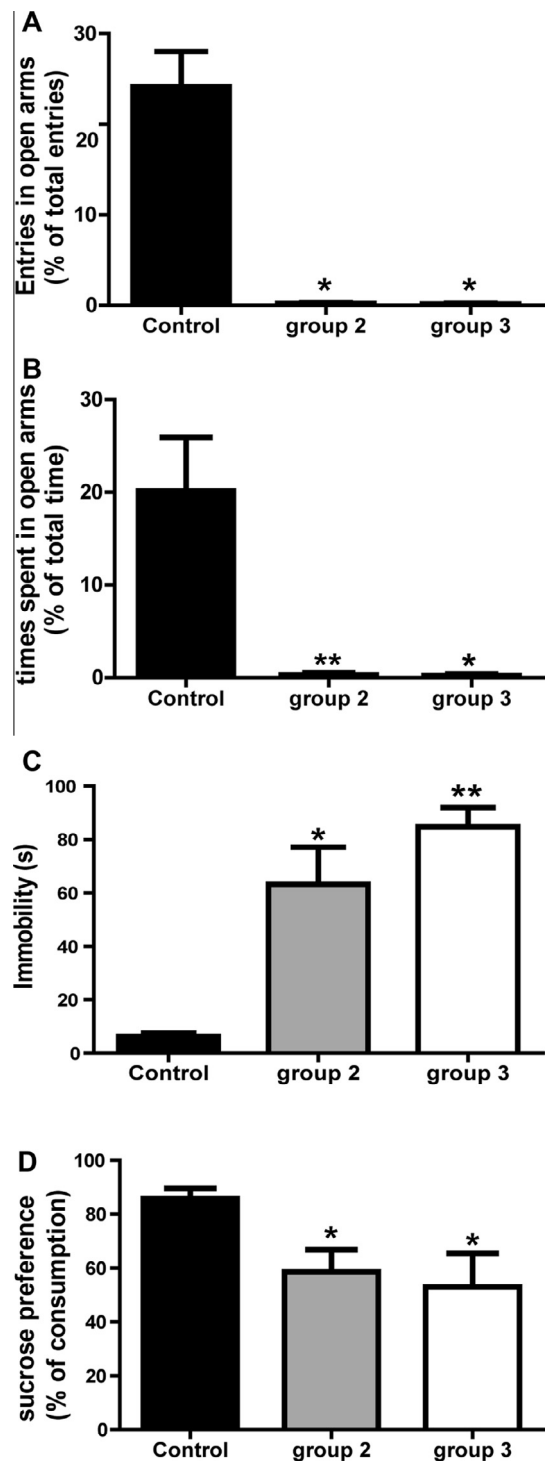 A
Entries in open arms
(% of total entries)
30
20
10
0
*
*
Control
group 2
group 3
B
times spent in open arms
(% of total time)
30
20
10
0
**
*
Control
group 2
group 3
C
Immobility (s)
100
80
60
40
20
0
*
**
Control
group 2
group 3
D
sucrose preference
(% of consumption)
100
80
60
40
20
0
*
*
Control
group 2
group 3